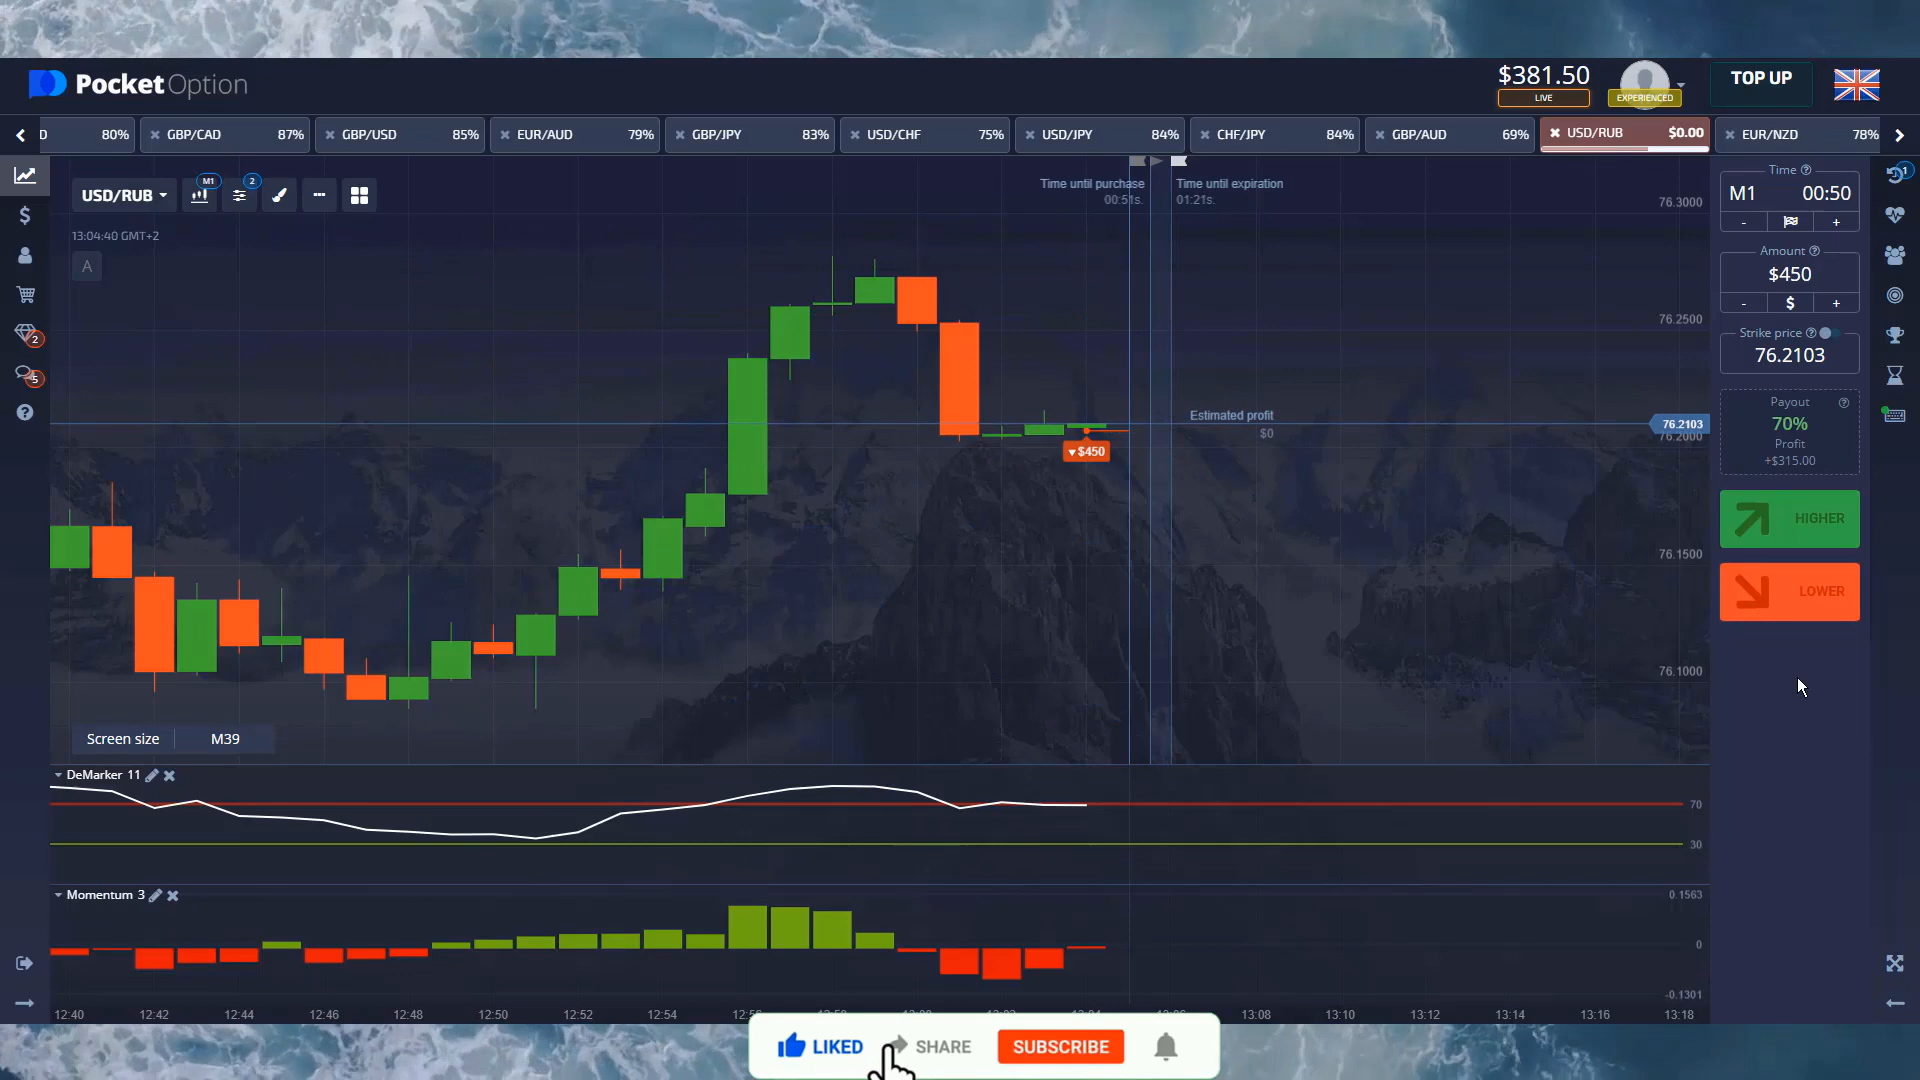 PocketOption
$381.50
LIVE
EXPERIENCED
TOP UP
D 80%
GBP/CAD 87%
GBP/USD 85%
EUR/AUD 79%
GBP/JPY 83%
USD/CHF 75%
USD/JPY 84%
CHF/JPY 84%
GBP/AUD 69%
USD/RUB $0.00
EUR/NZD 78%
USD/RUB M1 2
13:04:40 GMT+2
A
Time until purchase
00:51s.
Time until expiration
01:21s.
76.3000
76.2500
76.2103
76.2000
76.1500
76.1000
Estimated profit
$0
$450
Time
M1 00:50
- +
Amount
$450
- $ +
Strike price
76.2103
Payout
70%
Profit
+$315.00
HIGHER
LOWER
2
5
1
Screen size M39
DeMarker 11
70
30
Momentum 3
0.1563
0
-0.1301
12:40 12:42 12:44 12:46 12:48 12:50 12:52 12:54 13:08 13:10 13:12 13:14 13:16 13:18
LIKED SHARE SUBSCRIBE